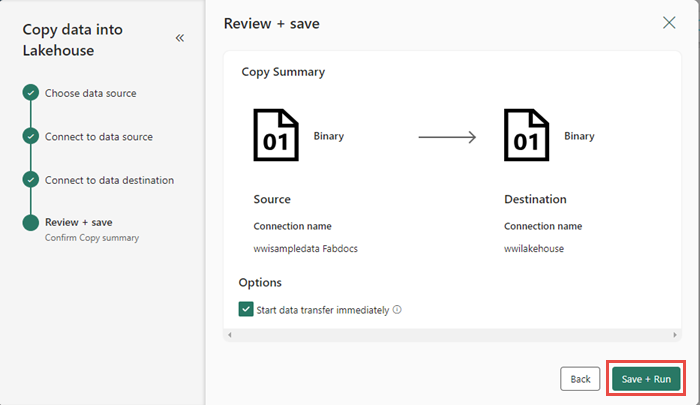 Copy data into
Lakehouse
Choose data source
Connect to data source
Connect to data destination
Review + save
Confirm Copy summary
Review + save
Copy Summary
01 Binary
01 Binary
Source
Connection name
wwisampledata Fabdocs
Destination
Connection name
wwilakehouse
Options
Start data transfer immediately
Back
Save + Run